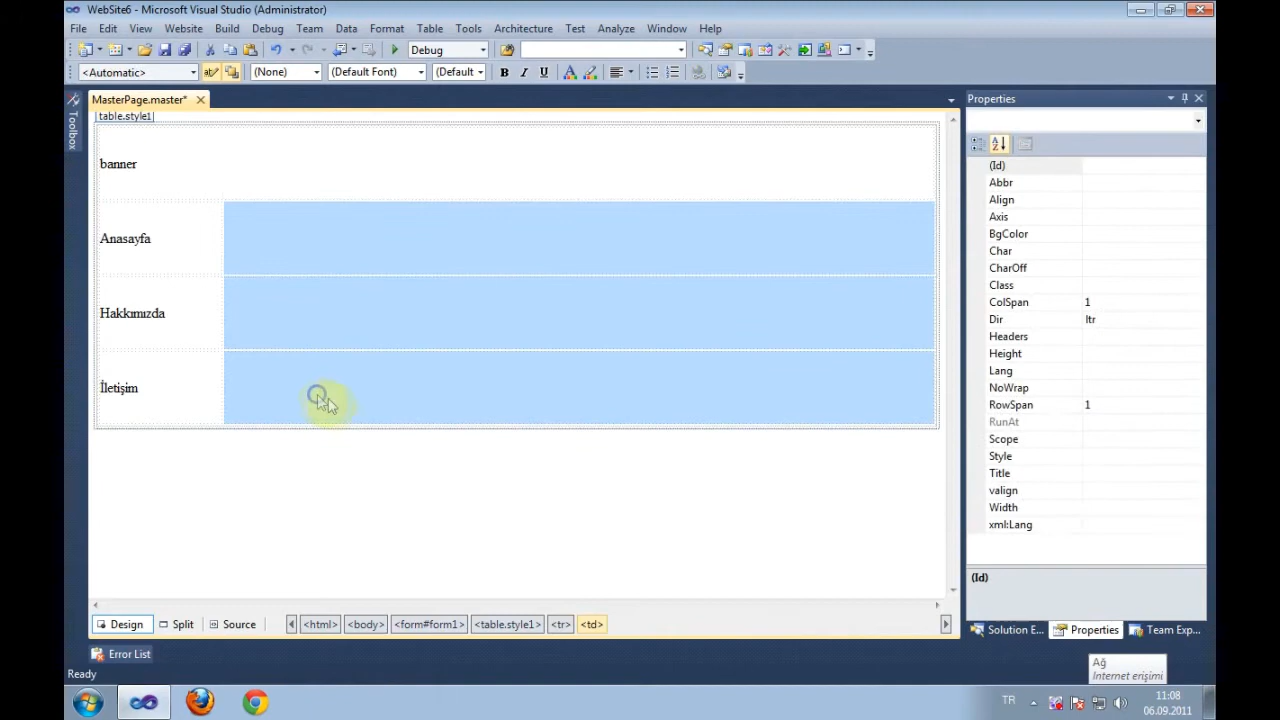 WebSite6 - Microsoft Visual Studio (Administrator)
File Edit View Website Build Debug Team Data Format Table Tools Architecture Test Analyze Window Help
Debug
<Automatic> (None) (Default Font) (Default B I U A
MasterPage.master*
Properties
Toolbox
table.style1
banner
Anasayfa
Hakkımızda
İletişim
(Id)
Abbr
Align
Axis
BgColor
Char
CharOff
Class
ColSpan 1
Dir ltr
Headers
Height
Lang
NoWrap
RowSpan 1
RunAt
Scope
Style
Title
valign
Width
xml:Lang
(Id)
Design Split Source <html> <body> <form#form1> <table.style1> <tr> <td>
Solution E... Properties Team Exp...
Error List
Ready
Ağ
Internet erişimi
TR
11:08
06.09.2011